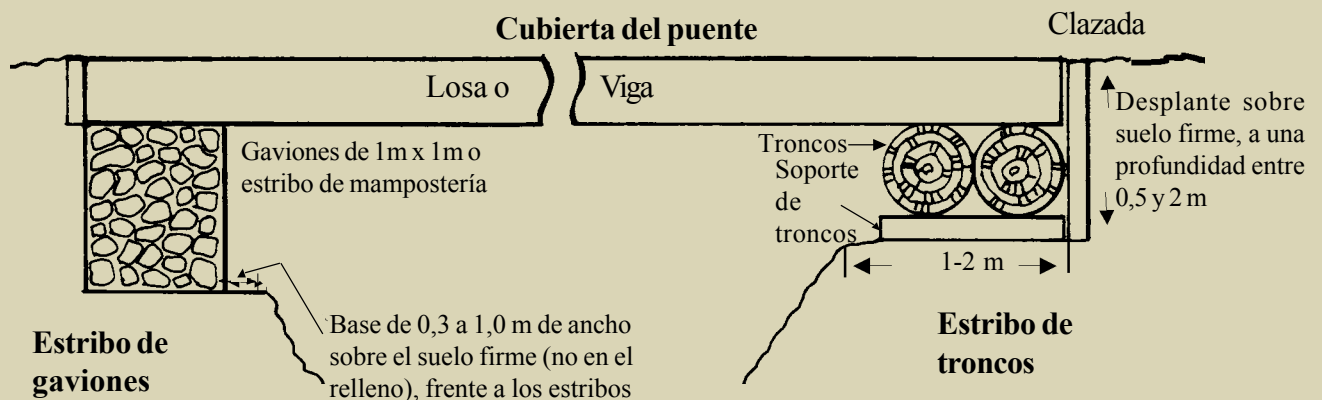 Cubierta del puente
Clazada
Losa o
Viga
Gaviones de 1m x 1m o
estribo de mampostería
Troncos
Soporte
de
troncos
Desplante sobre
suelo firme, a una
profundidad entre
0,5 y 2 m
1-2 m
Estribo de
gaviones
Base de 0,3 a 1,0 m de ancho
sobre el suelo firme (no en el
relleno), frente a los estribos
Estribo de
troncos